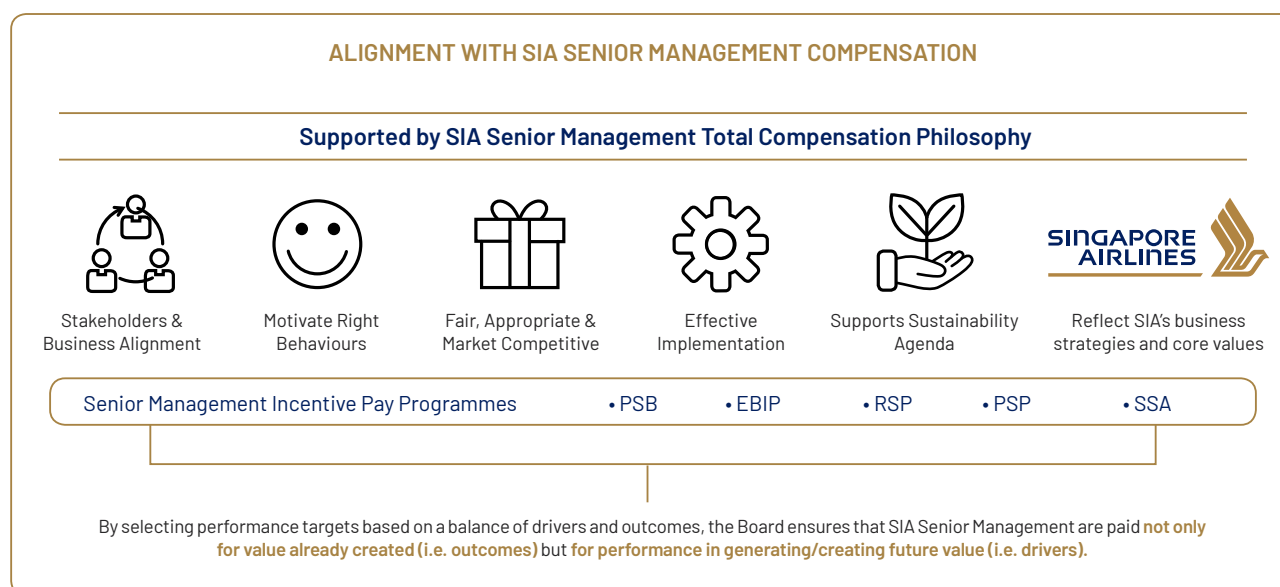 ALIGNMENT WITH SIA SENIOR MANAGEMENT COMPENSATION
Supported by SIA Senior Management Total Compensation Philosophy
SINGAPORE
AIRLINES
Stakeholders &
Business Alignment
Motivate Right
Behaviours
Fair, Appropriate &
Market Competitive
Effective
Implementation
Supports Sustainability
Agenda
Reflect SIA's business
strategies and core values
Senior Management Incentive Pay Programmes • PSB • EBIP • RSP • PSP • SSA
By selecting performance targets based on a balance of drivers and outcomes, the Board ensures that SIA Senior Management are paid not only
for value already created (i.e. outcomes) but for performance in generating/creating future value (i.e. drivers).